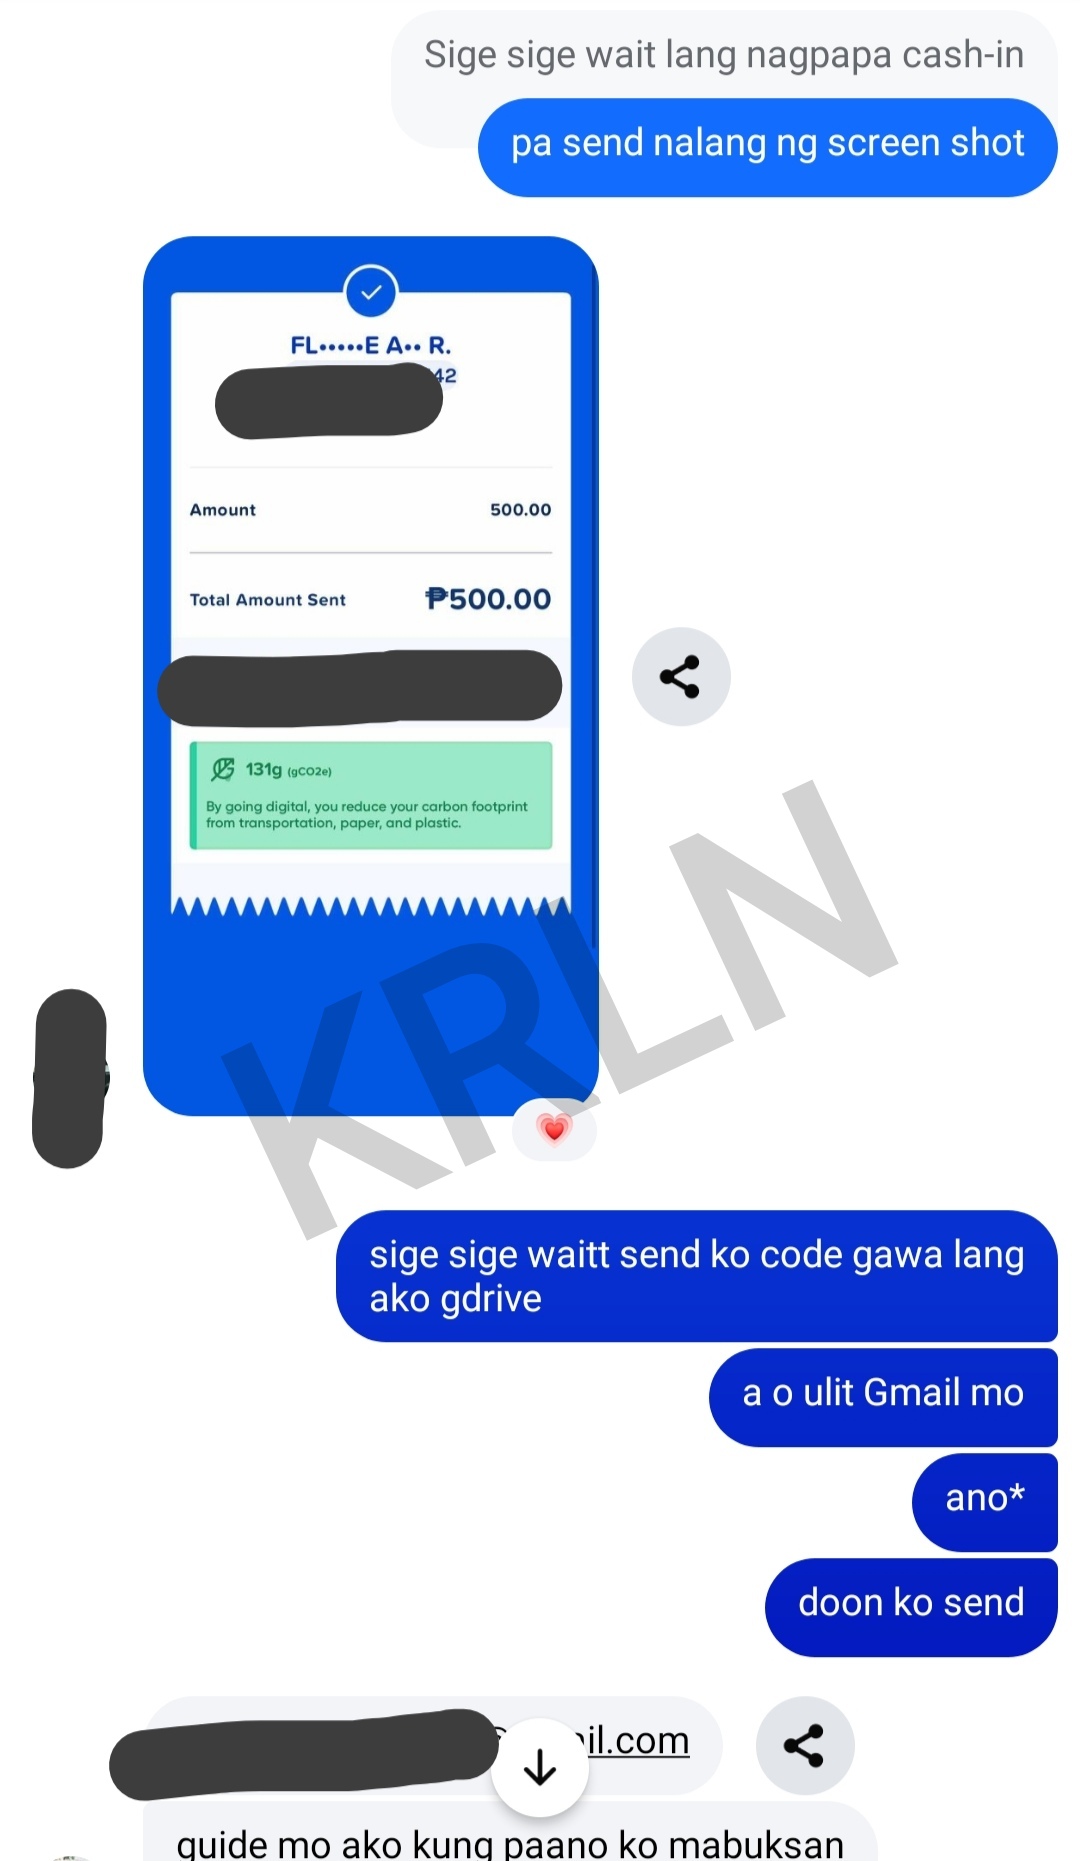 Sige sige wait lang nagpapa cash-in
pa send nalang ng screen shot
FL•••••E A•• R.
42
Amount 500.00
Total Amount Sent ₱500.00
131g (gCO2e)
By going digital, you reduce your carbon footprint
from transportation, paper, and plastic.
KRLN
sige sige waitt send ko code gawa lang
ako gdrive
a o ulit Gmail mo
ano*
doon ko send
il.com
guide mo ako kung paano ko mabuksan